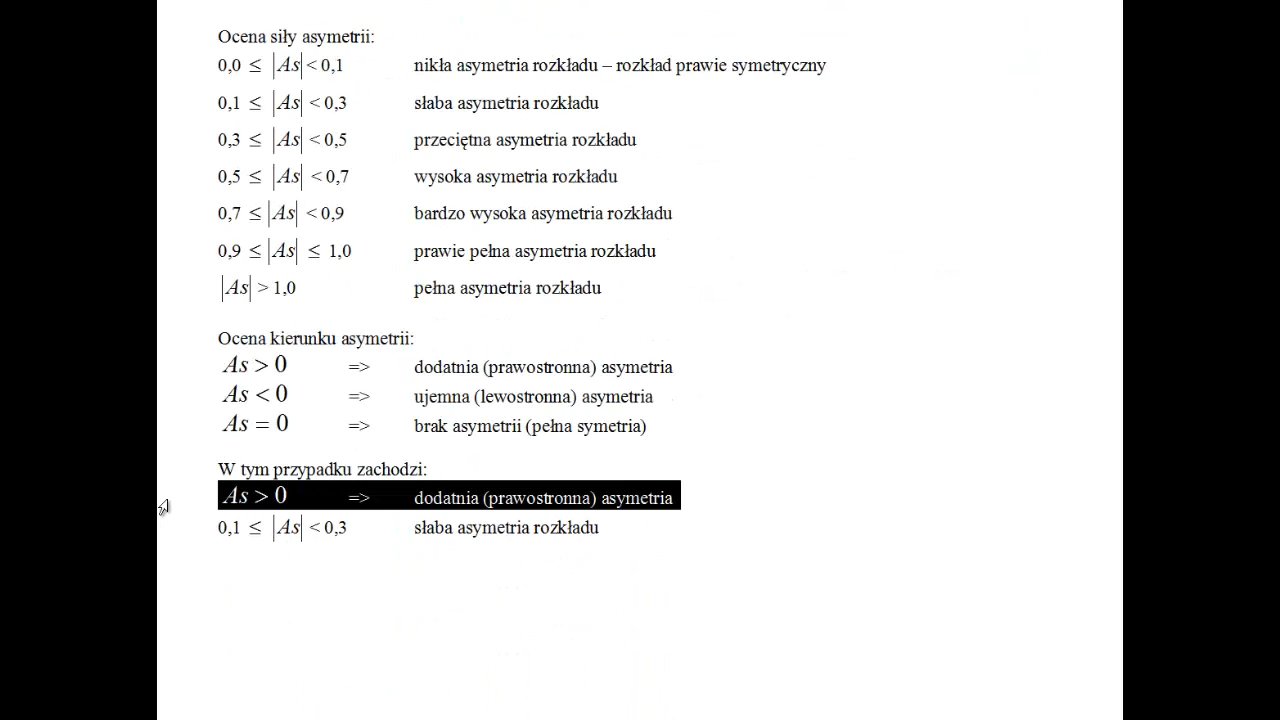 Ocena siły asymetrii:
0,0 ≤ |As| < 0,1 nikła asymetria rozkładu – rozkład prawie symetryczny
0,1 ≤ |As| < 0,3 słaba asymetria rozkładu
0,3 ≤ |As| < 0,5 przeciętna asymetria rozkładu
0,5 ≤ |As| < 0,7 wysoka asymetria rozkładu
0,7 ≤ |As| < 0,9 bardzo wysoka asymetria rozkładu
0,9 ≤ |As| ≤ 1,0 prawie pełna asymetria rozkładu
|As| > 1,0 pełna asymetria rozkładu
Ocena kierunku asymetrii:
As > 0 => dodatnia (prawostronna) asymetria
As < 0 => ujemna (lewostronna) asymetria
As = 0 => brak asymetrii (pełna symetria)
W tym przypadku zachodzi:
As > 0 => dodatnia (prawostronna) asymetria
0,1 ≤ |As| < 0,3 słaba asymetria rozkładu